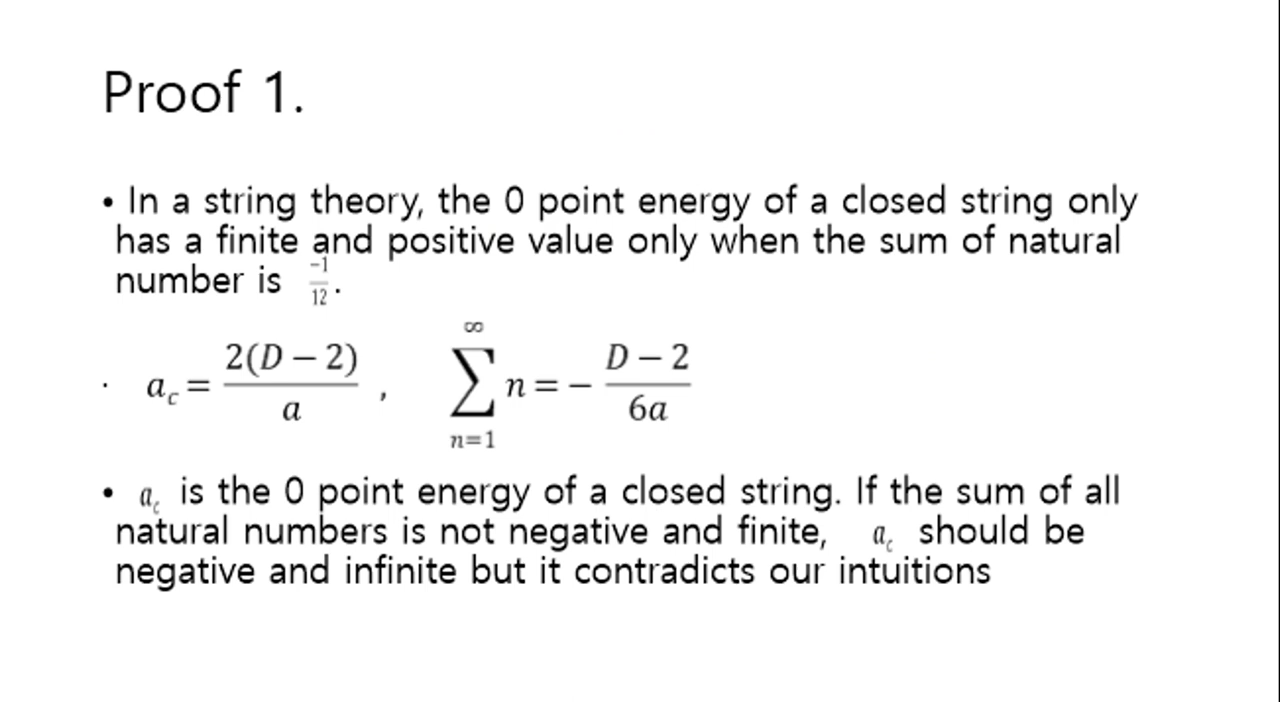 Proof 1.
• In a string theory, the 0 point energy of a closed string only
has a finite and positive value only when the sum of natural
number is -1/12.
· a_c = 2(D − 2)/a , ∑_{n=1}^{∞} n = − (D − 2)/6a
• a_c is the 0 point energy of a closed string. If the sum of all
natural numbers is not negative and finite, a_c should be
negative and infinite but it contradicts our intuitions